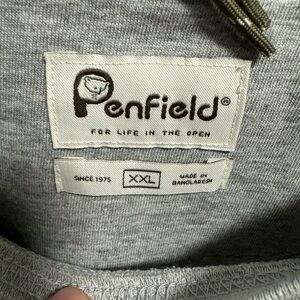 Penfield®
FOR LIFE IN THE OPEN
SINCE 1975
XXL
MADE IN
BANGLADESH